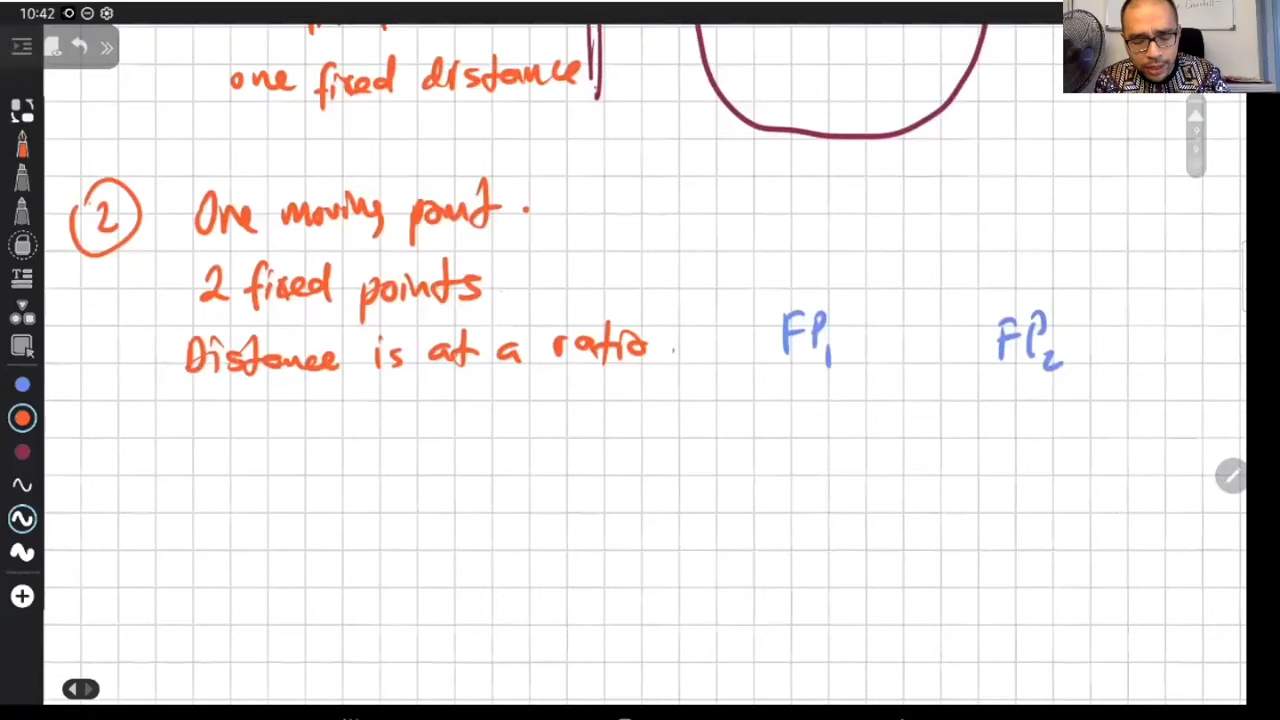 10:42
one fixed distance
2 One moving point.
2 fixed points
Distance is at a ratio.
FP1 FP2